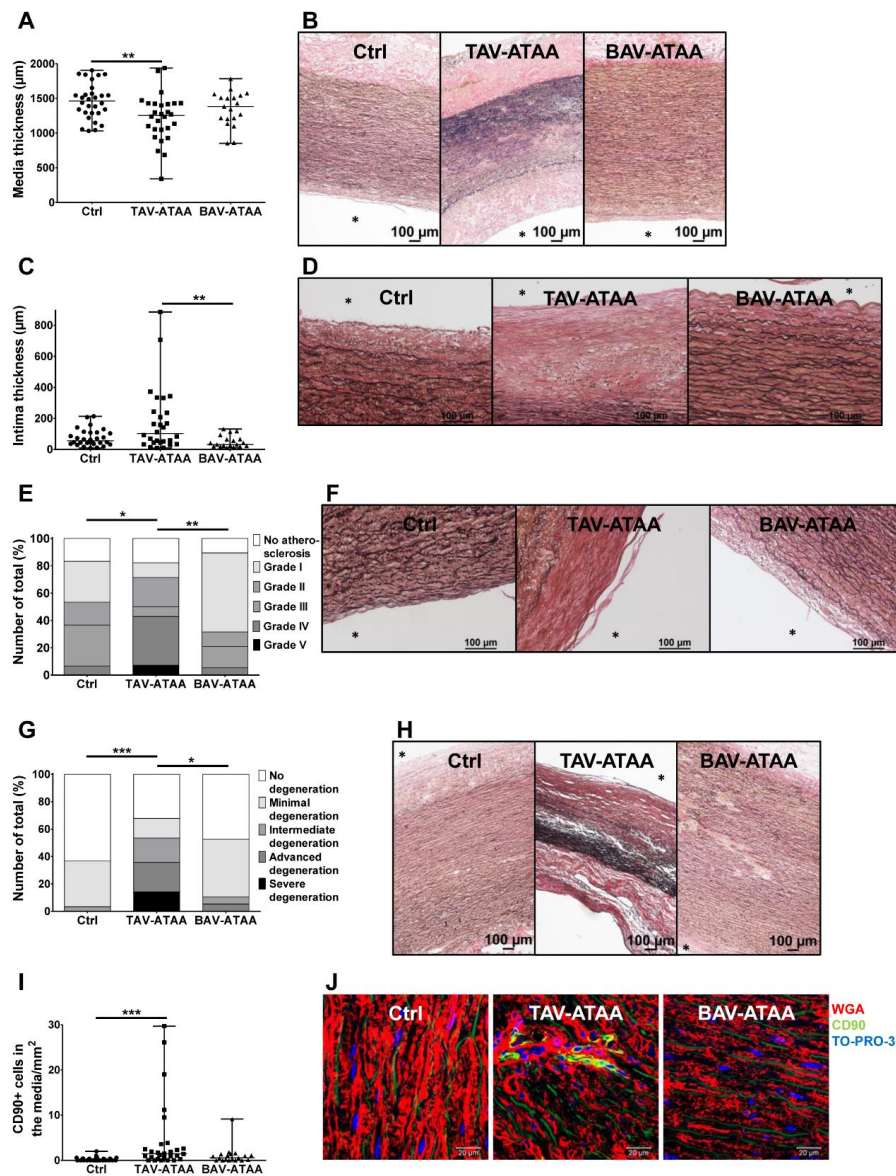 A
Media thickness (µm)
2000
1500
1000
500
0
**
Ctrl TAV-ATAA BAV-ATAA
B
Ctrl TAV-ATAA BAV-ATAA
* * *
100 µm 100 µm 100 µm
C
Intima thickness (µm)
800
600
400
200
0
**
Ctrl TAV-ATAA BAV-ATAA
D
* * *
Ctrl TAV-ATAA BAV-ATAA
100 µm 100 µm 100 µm
E
Number of total (%)
100
80
60
40
20
0
* **
Ctrl TAV-ATAA BAV-ATAA
No athero-
sclerosis
Grade I
Grade II
Grade III
Grade IV
Grade V
F
Ctrl TAV-ATAA BAV-ATAA
* * *
100 µm 100 µm 100 µm
G
Number of total (%)
100
80
60
40
20
0
*** *
Ctrl TAV-ATAA BAV-ATAA
No
degeneration
Minimal
degeneration
Intermediate
degeneration
Advanced
degeneration
Severe
degeneration
H
* *
Ctrl TAV-ATAA BAV-ATAA
*
100 µm 100 µm 100 µm
I
CD90+ cells in
the media/mm²
30
20
10
0
***
Ctrl TAV-ATAA BAV-ATAA
J
Ctrl TAV-ATAA BAV-ATAA
WGA
CD90
TO-PRO-3
20 µm 20 µm 20 µm